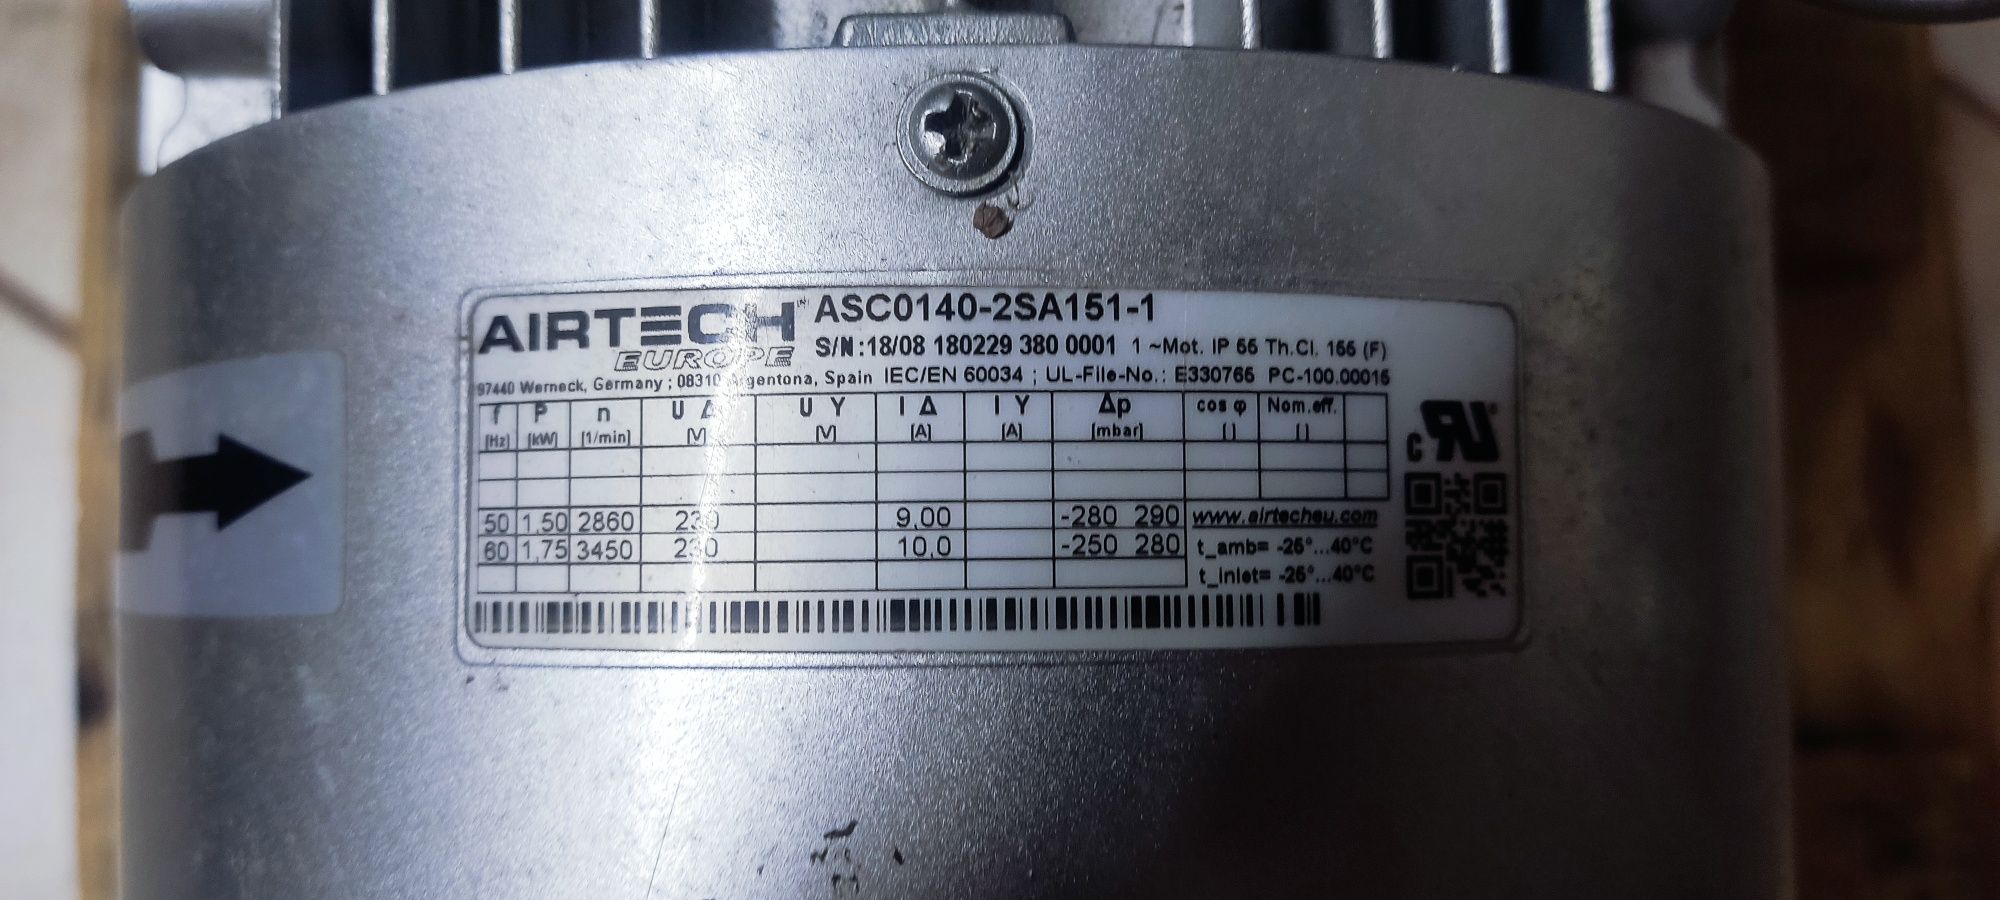 AIRTECH
EUROPE
ASC0140-2SA151-1
S/N:18/08 180229 380 0001 1~Mot. IP 55 Th.Cl. 155 (F)
97440 Werneck, Germany ; 08310 Argentona, Spain IEC/EN 60034 ; UL-File-No.: E330765 PC-100.00015
f P n U Δ U Y I Δ I Y Δp cos φ Nom.eff.
[Hz] [kW] [1/min] [V] [V] [A] [A] [mbar] [] []
50 1,50 2860 230 9,00 -280 290 www.airtecheu.com
60 1,75 3450 230 10,0 -250 280 t_amb= -25°...40°C
t_inlet= -25°...40°C
c RU